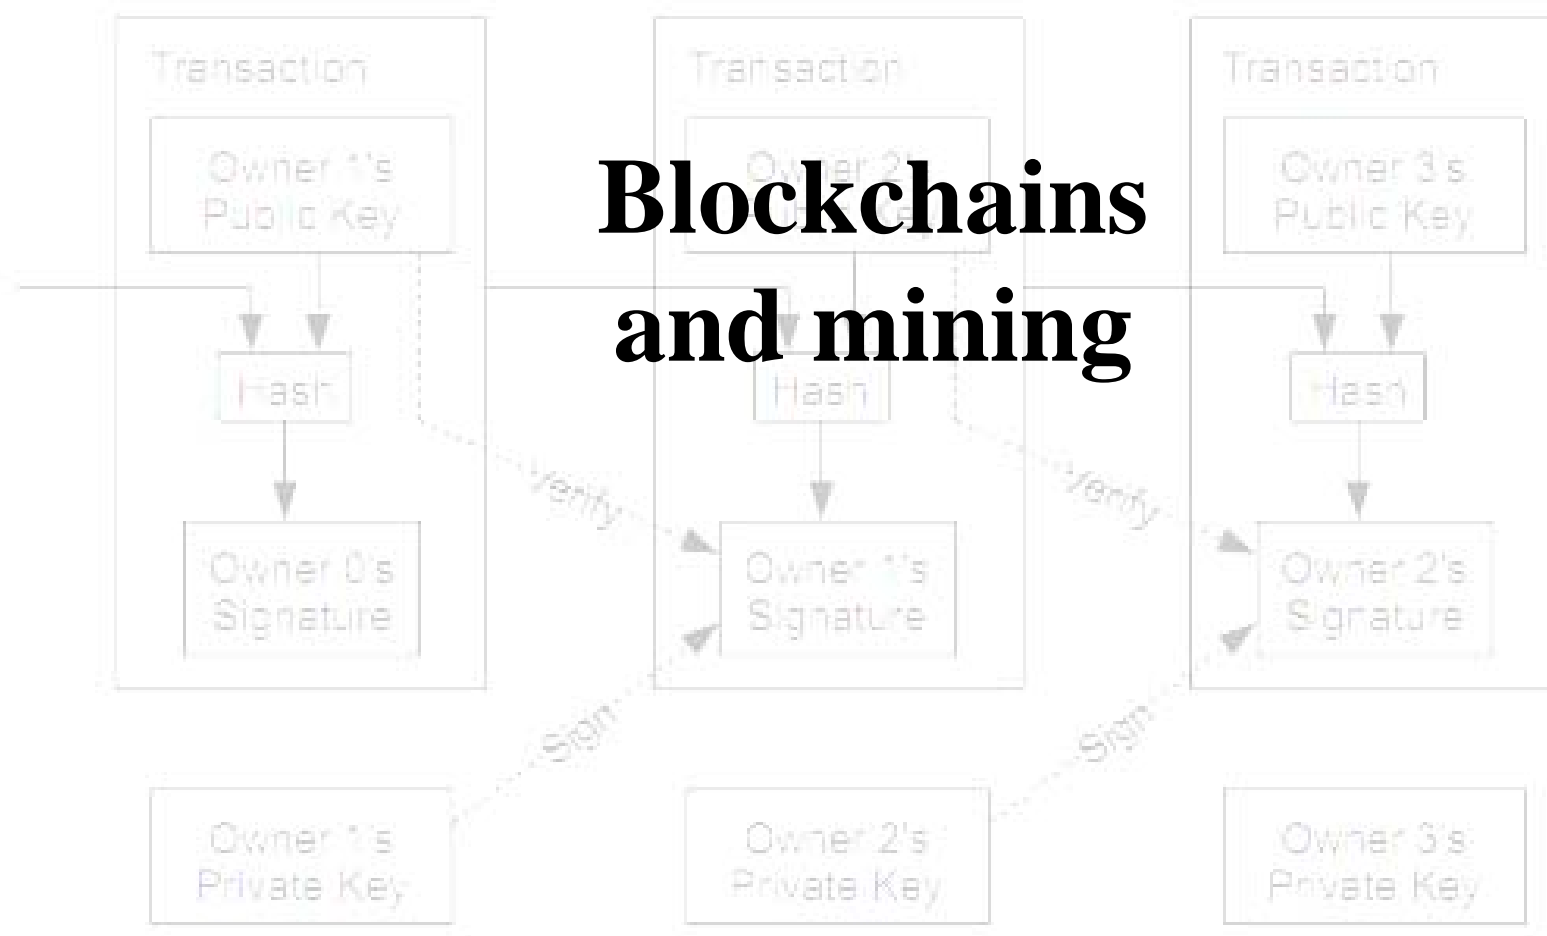 Transaction
Transaction
Transaction
Owner 1's
Public Key
Owner 2's
Owner 3's
Public Key
Blockchains
and mining
Hash
Hash
Hash
Verify
Verify
Owner 0's
Signature
Owner 1's
Signature
Owner 2's
Signature
Sign
Sign
Owner 1's
Private Key
Owner 2's
Private Key
Owner 3's
Private Key